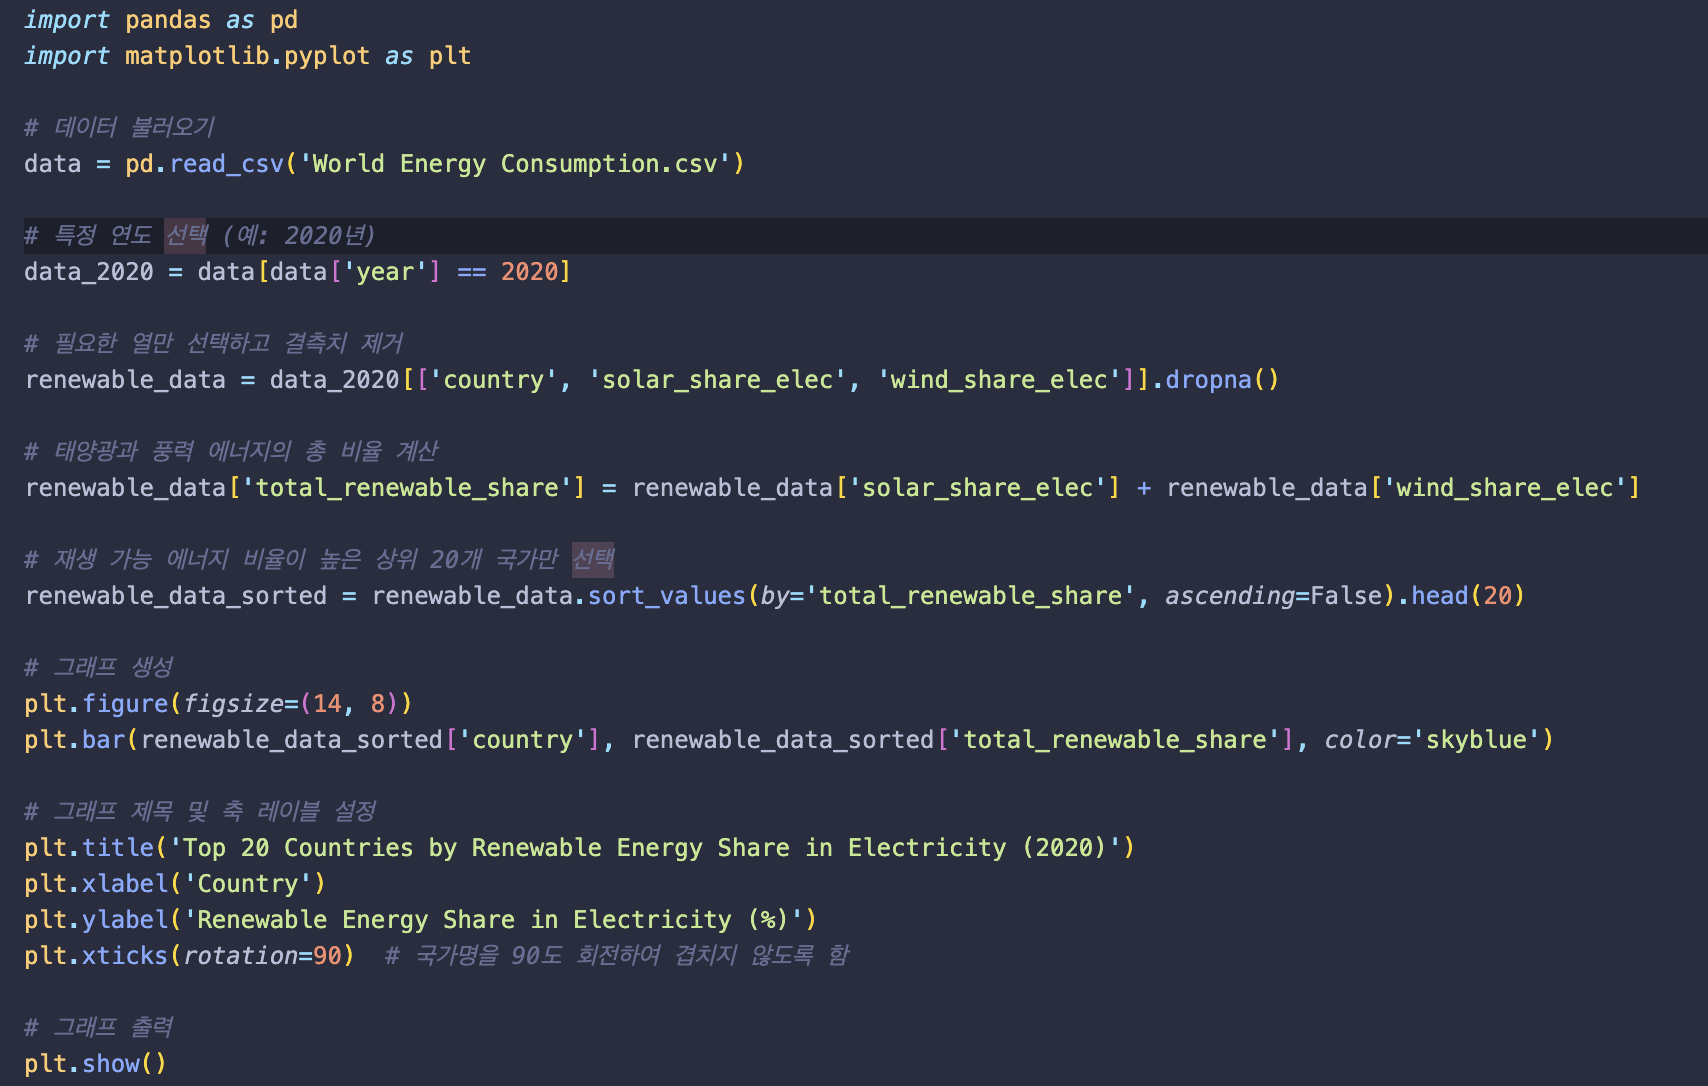 import pandas as pd
import matplotlib.pyplot as plt
# 데이터 불러오기
data = pd.read_csv('World Energy Consumption.csv')
# 특정 연도 선택 (예: 2020년)
data_2020 = data[data['year'] == 2020]
# 필요한 열만 선택하고 결측치 제거
renewable_data = data_2020[['country', 'solar_share_elec', 'wind_share_elec']].dropna()
# 태양광과 풍력 에너지의 총 비율 계산
renewable_data['total_renewable_share'] = renewable_data['solar_share_elec'] + renewable_data['wind_share_elec']
# 재생 가능 에너지 비율이 높은 상위 20개 국가만 선택
renewable_data_sorted = renewable_data.sort_values(by='total_renewable_share', ascending=False).head(20)
# 그래프 생성
plt.figure(figsize=(14, 8))
plt.bar(renewable_data_sorted['country'], renewable_data_sorted['total_renewable_share'], color='skyblue')
# 그래프 제목 및 축 레이블 설정
plt.title('Top 20 Countries by Renewable Energy Share in Electricity (2020)')
plt.xlabel('Country')
plt.ylabel('Renewable Energy Share in Electricity (%)')
plt.xticks(rotation=90)  # 국가명을 90도 회전하여 겹치지 않도록 함
# 그래프 출력
plt.show()